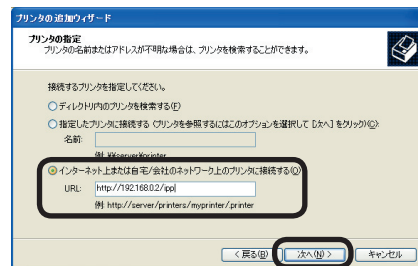 プリンタの追加ウィザード
プリンタの指定
プリンタの名前またはアドレスが不明な場合は、プリンタを検索することができます。
接続するプリンタを指定してください。
ディレクトリ内のプリンタを検索する(F)
指定したプリンタに接続する (プリンタを参照するにはこのオプションを選択して [次へ] をクリック)(C):
名前:
例: ¥¥server¥printer
インターネット上または自宅/会社のネットワーク上のプリンタに接続する(O):
URL: http://192.168.0.2/ipp
例: http://server/printers/myprinter/.printer
< 戻る(B) 次へ(N) > キャンセル